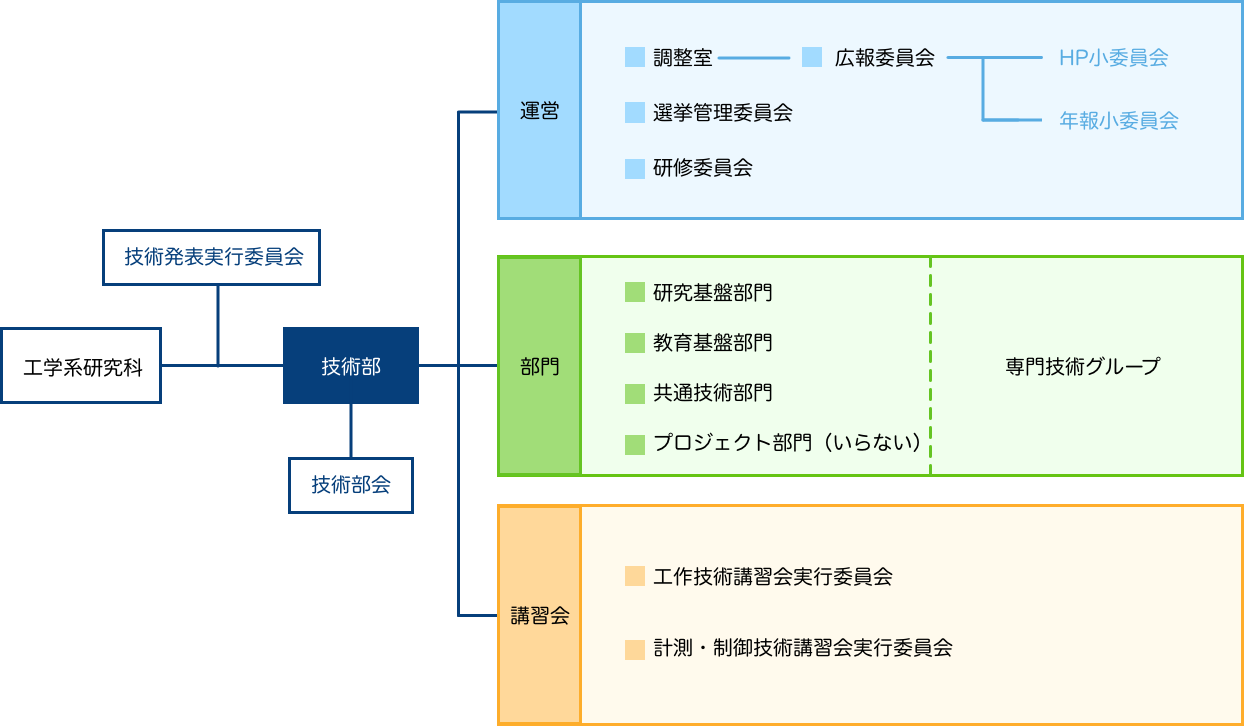 工学系研究科
技術発表実行委員会
技術部
技術部会
運営
調整室
広報委員会
HP小委員会
年報小委員会
選挙管理委員会
研修委員会
部門
研究基盤部門
教育基盤部門
共通技術部門
プロジェクト部門（いらない）
専門技術グループ
講習会
工作技術講習会実行委員会
計測・制御技術講習会実行委員会